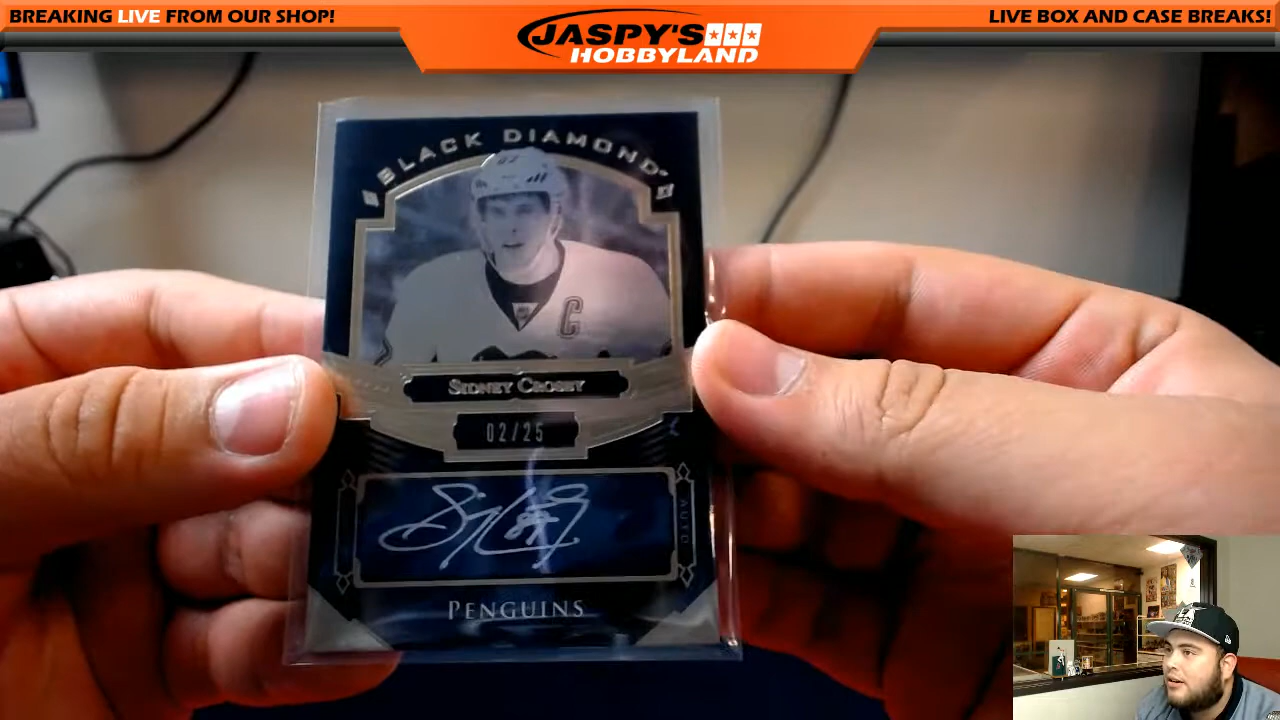 BREAKING LIVE FROM OUR SHOP!
JASPY'S
HOBBYLAND
LIVE BOX AND CASE BREAKS!
BLACK DIAMOND
C
SIDNEY CROSBY
02/25
AUTO
PENGUINS